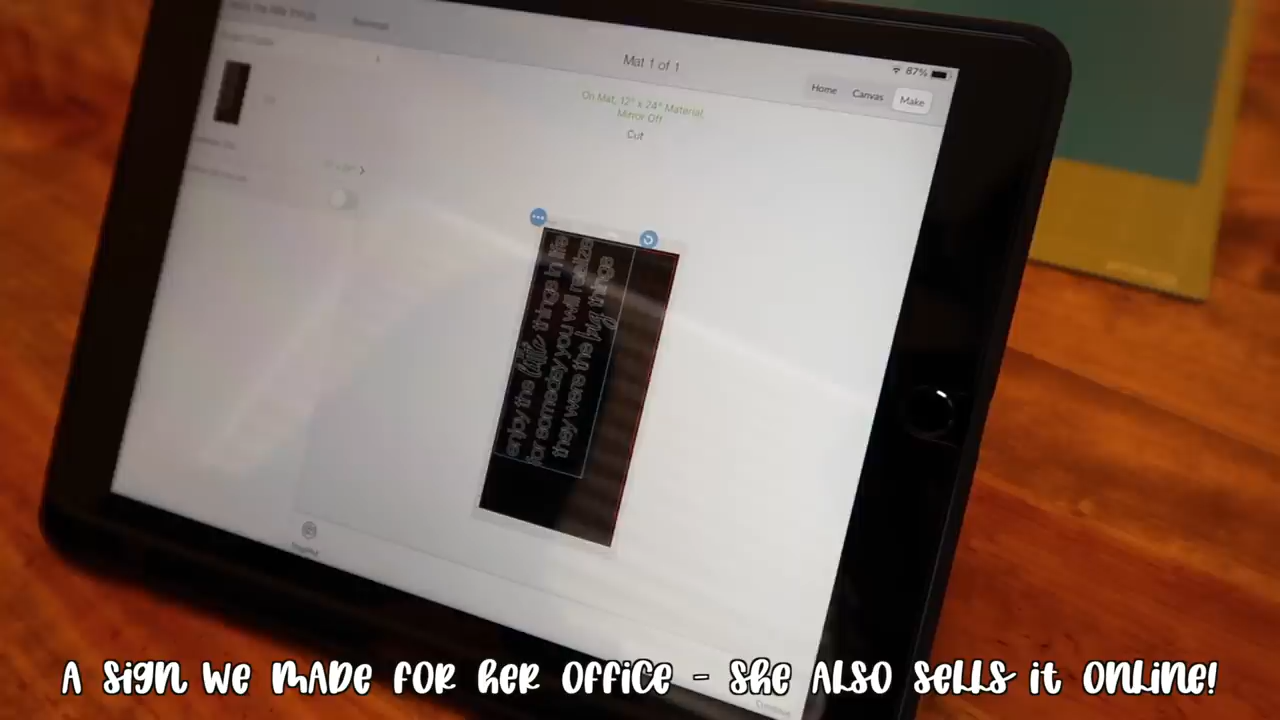 Mat 1 of 1
87%
Home Canvas Make
On Mat, 12" x 24" Material,
Mirror Off
Cut
enjoy the little things in life
for someday you will realize
they were the big things
A SIGN WE MADE FOR HER OFFICE - SHE ALSO SELLS IT ONLINE!